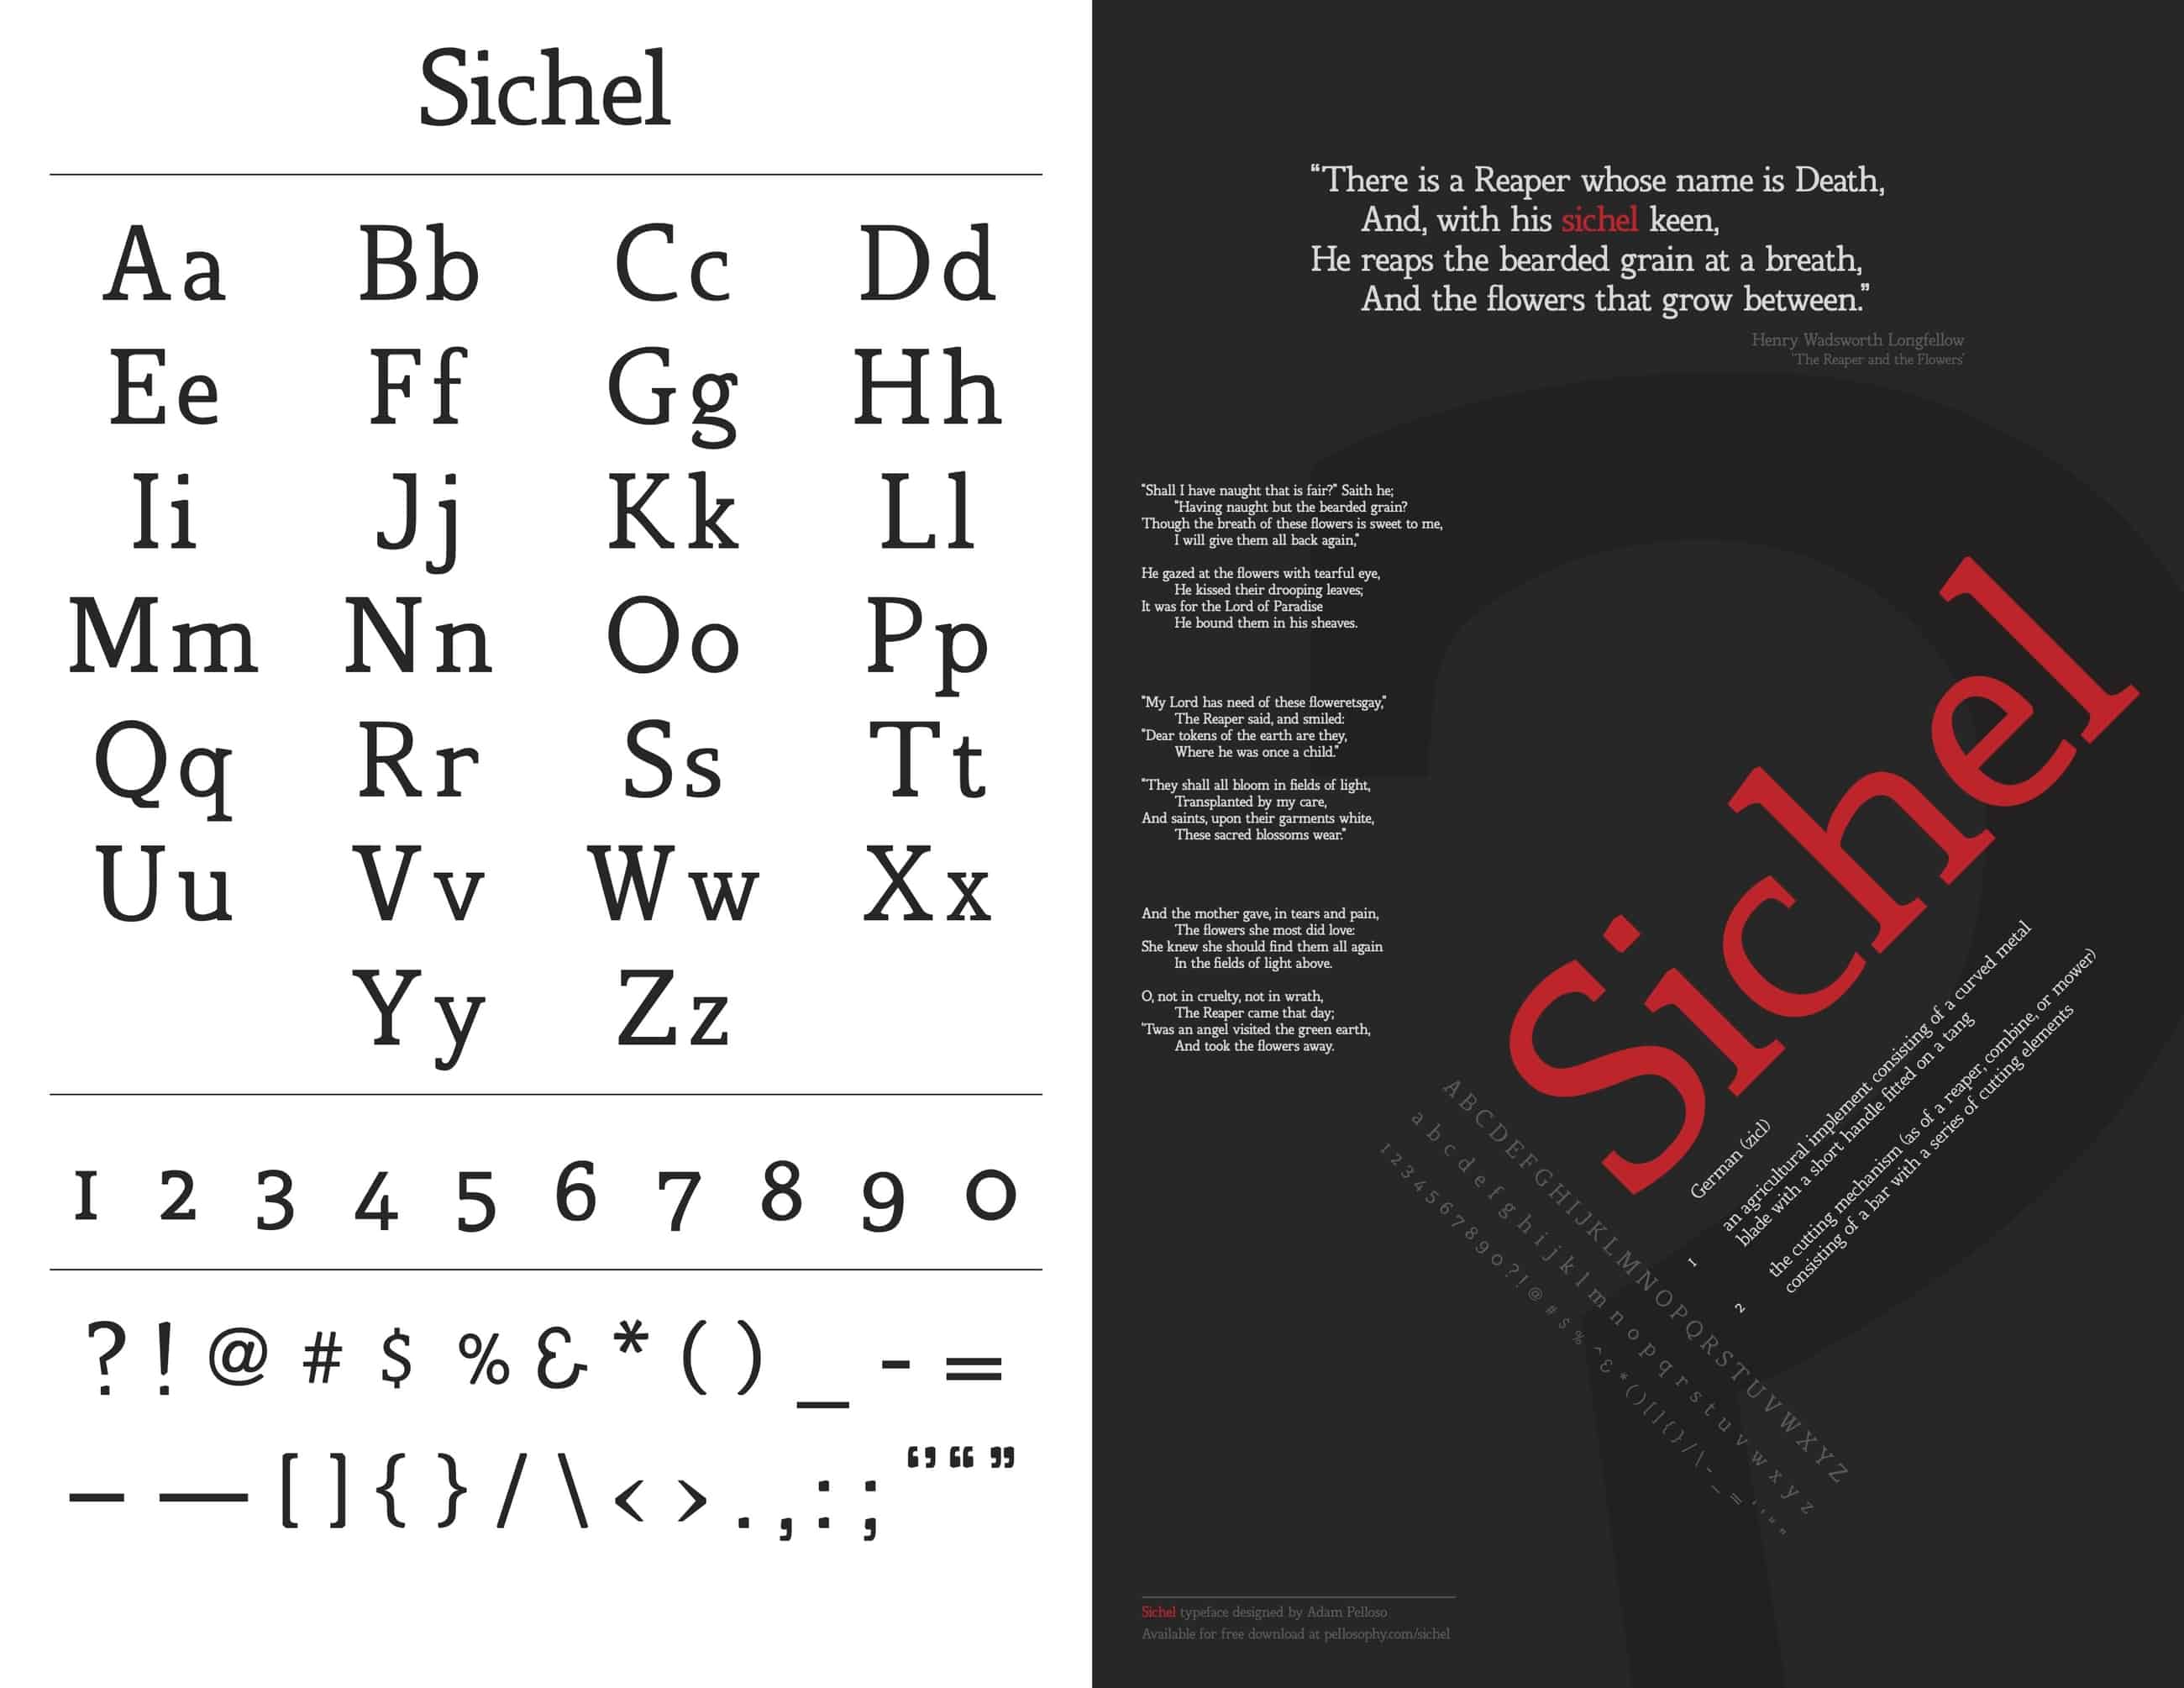 Sichel
Aa Bb Cc Dd
Ee Ff Gg Hh
Ii Jj Kk Ll
Mm Nn Oo Pp
Qq Rr Ss Tt
Uu Vv Ww Xx
Yy Zz
1 2 3 4 5 6 7 8 9 0
? ! @ # $ % & * ( ) _ - =
– — [ ] { } / \ < > . , : ; ‘ ’ “ ”
“There is a Reaper whose name is Death,
And, with his sichel keen,
He reaps the bearded grain at a breath,
And the flowers that grow between.”
Henry Wadsworth Longfellow
'The Reaper and the Flowers'
"Shall I have naught that is fair?" Saith he;
"Having naught but the bearded grain?
Though the breath of these flowers is sweet to me,
I will give them all back again,"
He gazed at the flowers with tearful eye,
He kissed their drooping leaves;
It was for the Lord of Paradise
He bound them in his sheaves.
"My Lord has need of these floweretsgay,"
The Reaper said, and smiled:
"Dear tokens of the earth are they,
Where he was once a child."
"They shall all bloom in fields of light,
Transplanted by my care,
And saints, upon their garments white,
These sacred blossoms wear."
And the mother gave, in tears and pain,
The flowers she most did love:
She knew she should find them all again
In the fields of light above.
O, not in cruelty, not in wrath,
The Reaper came that day;
'Twas an angel visited the green earth,
And took the flowers away.
Sichel
German (zicl)
1 an agricultural implement consisting of a curved metal
blade with a short handle fitted on a tang
2 the cutting mechanism (as of a reaper, combine, or mower)
consisting of a bar with a series of cutting elements
A B C D E F G H I J K L M N O P Q R S T U V W X Y Z
a b c d e f g h i j k l m n o p q r s t u v w x y z
1 2 3 4 5 6 7 8 9 0 ? ! @ # $ % ^ & * ( ) [ ] { } / \ - _ = ' , " "
Sichel typeface designed by Adam Pelloso
Available for free download at pellosophy.com/sichel